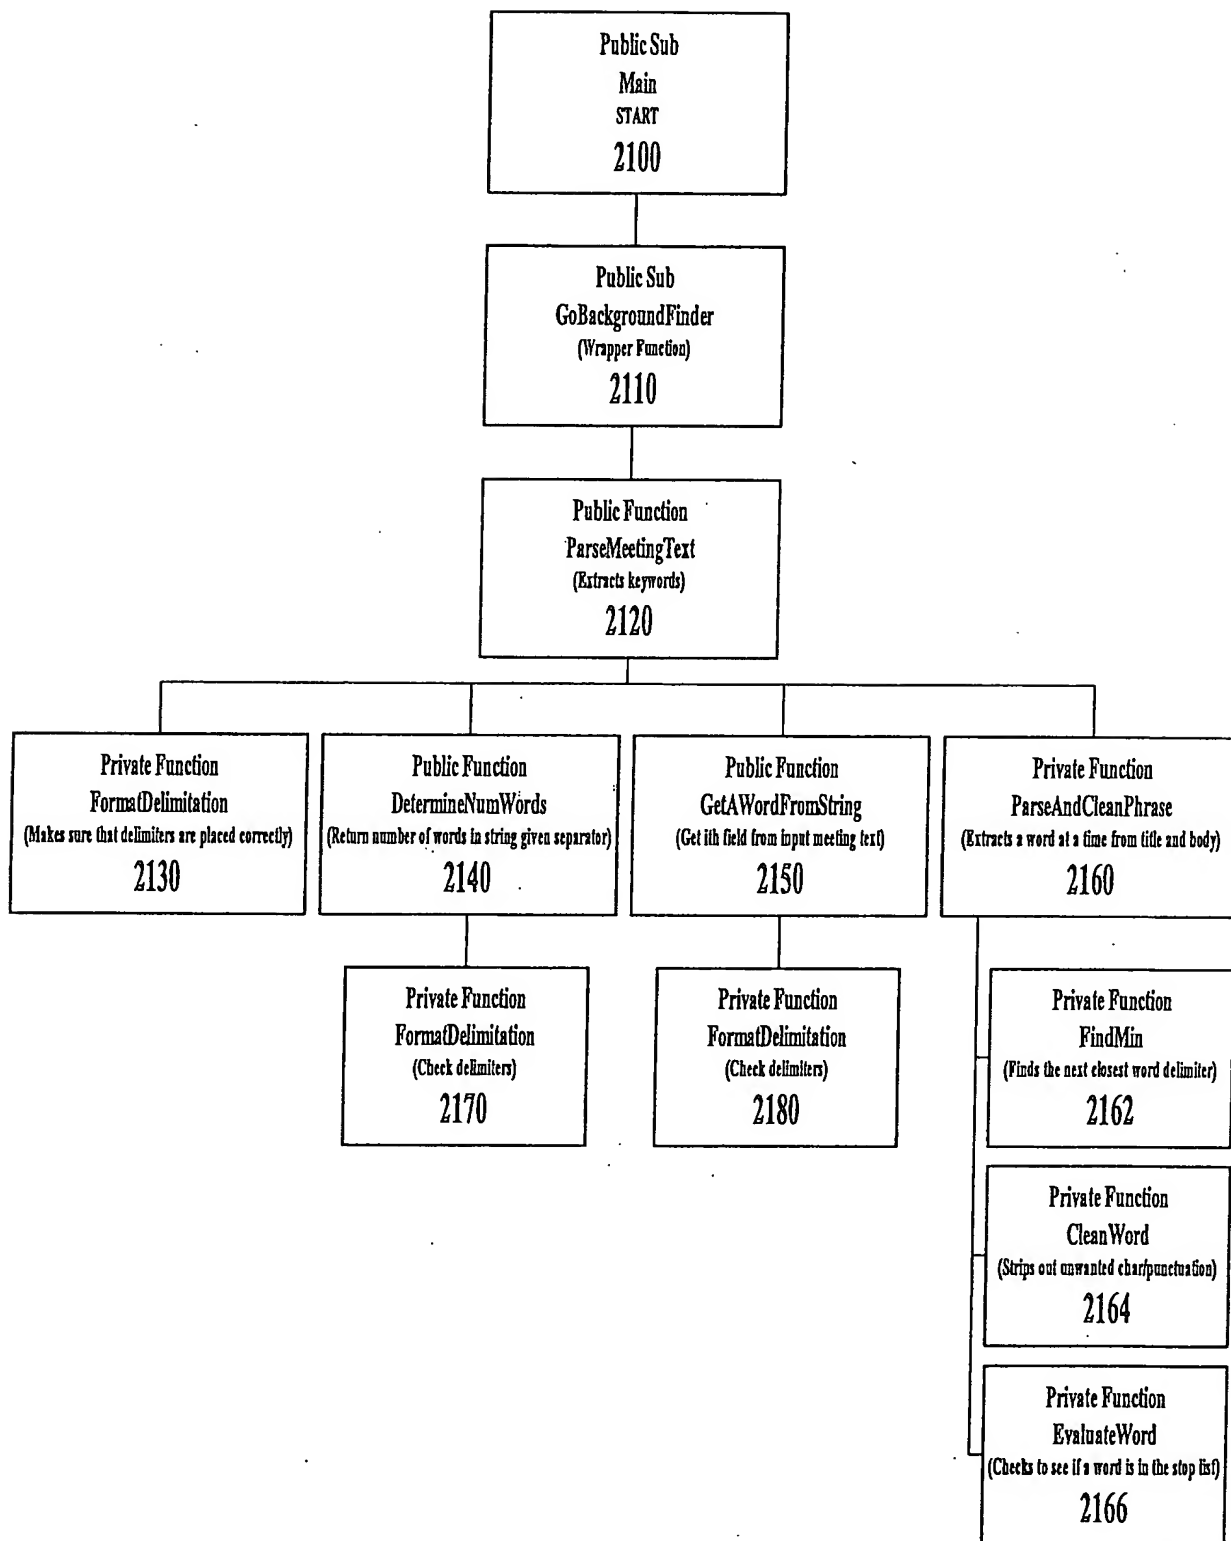 Public Sub
Main
START
2100
Public Sub
GoBackgroundFinder
(Wrapper Function)
2110
Public Function
ParseMeetingText
(Extracts keywords)
2120
Private Function
FormatDelimitation
(Makes sure that delimiters are placed correctly)
2130
Public Function
DetermineNumWords
(Return number of words in string given separator)
2140
Public Function
GetAWordFromString
(Get ith field from input meeting text)
2150
Private Function
ParseAndCleanPhrase
(Extracts a word at a time from title and body)
2160
Private Function
FormatDelimitation
(Check delimiters)
2170
Private Function
FormatDelimitation
(Check delimiters)
2180
Private Function
FindMin
(Finds the next closest word delimiter)
2162
Private Function
CleanWord
(Strips out unwanted char/punctuation)
2164
Private Function
EvaluateWord
(Checks to see if a word is in the stop list)
2166